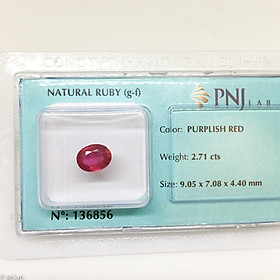 NATURAL RUBY (g-f)
PNJ LAB
Color: PURPLISH RED
Weight: 2.71 cts
Size: 9.05 x 7.08 x 4.40 mm
Nº: 136856